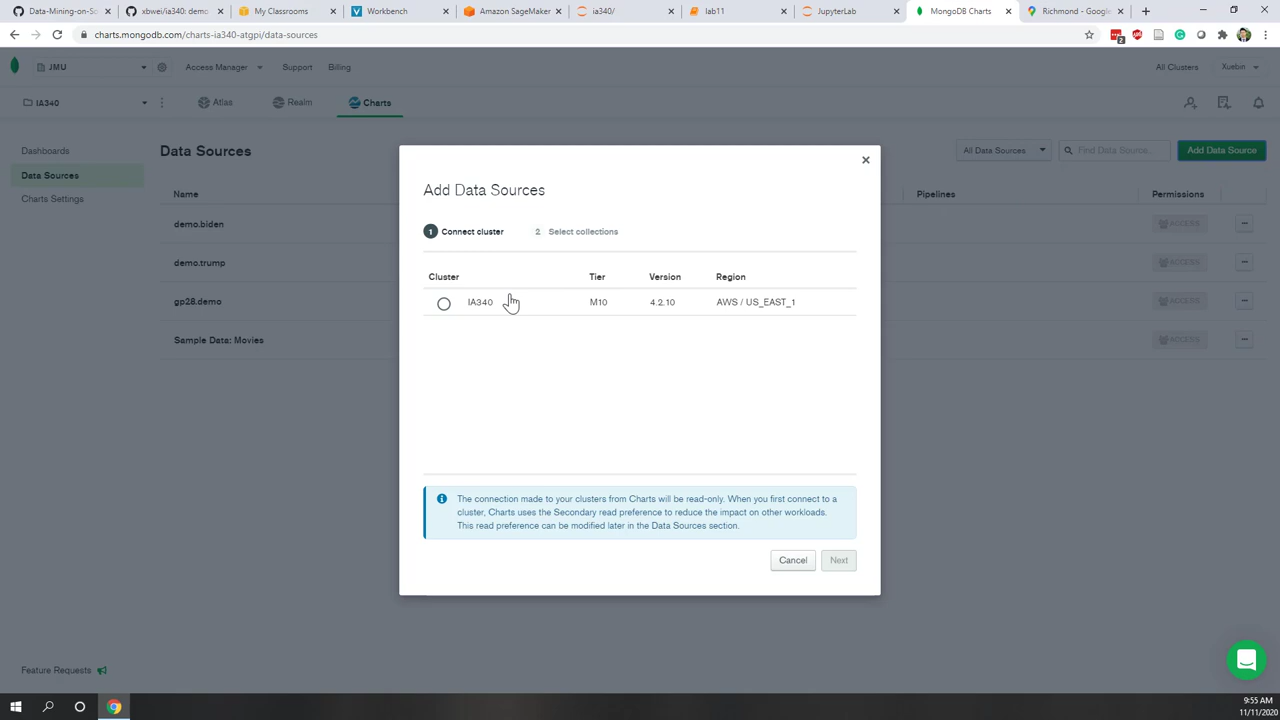 Data-Mining-on-So
xbwei/ia340: demo
My Classrooms
Workbench
Amazon SageMaker
ia340/
lab11
JupyterLab
MongoDB Charts
Richmond - Google
charts.mongodb.com/charts-ia340-atgpi/data-sources
JMU
Access Manager
Support
Billing
All Clusters
Xuebin
IA340
Atlas
Realm
Charts
Dashboards
Data Sources
Charts Settings
Data Sources
All Data Sources
Find Data Source...
Add Data Source
Name
Pipelines
Permissions
demo.biden
ACCESS
demo.trump
ACCESS
gp28.demo
ACCESS
Sample Data: Movies
ACCESS
Add Data Sources
1 Connect cluster
2 Select collections
Cluster Tier Version Region
IA340 M10 4.2.10 AWS / US_EAST_1
The connection made to your clusters from Charts will be read-only. When you first connect to a
cluster, Charts uses the Secondary read preference to reduce the impact on other workloads.
This read preference can be modified later in the Data Sources section.
Cancel
Next
Feature Requests
9:55 AM
11/11/2020